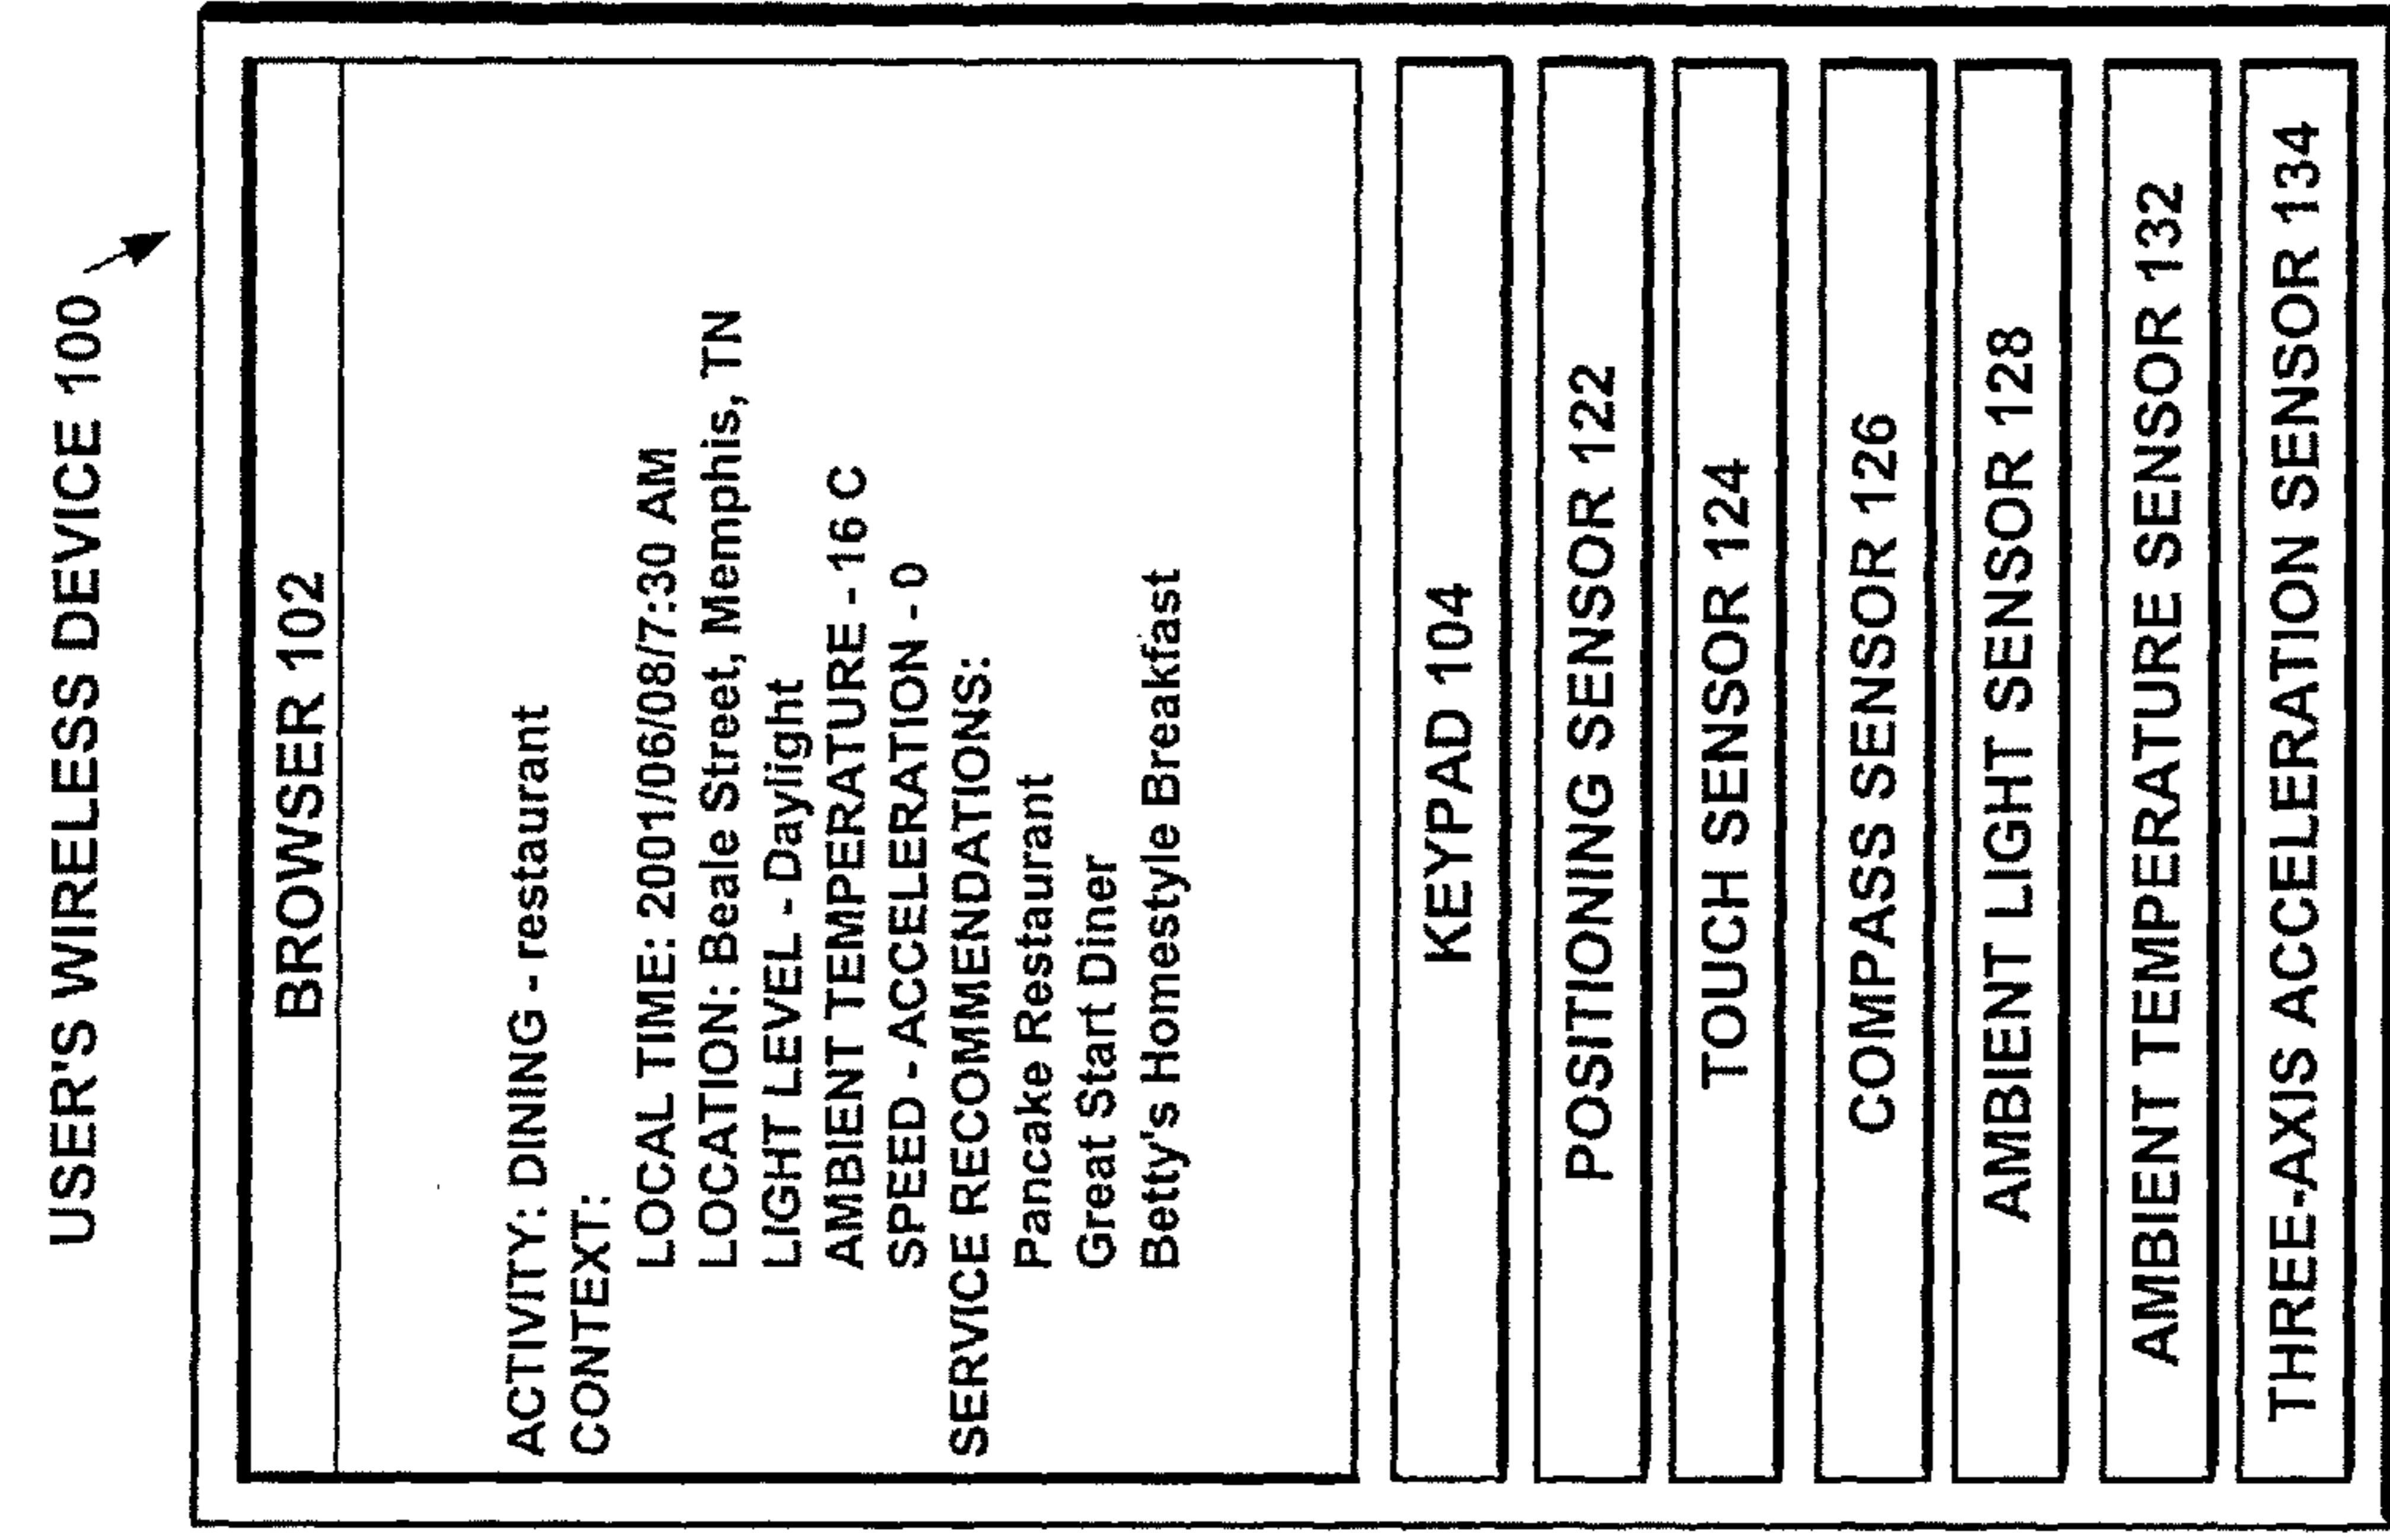 USER'S WIRELESS DEVICE 100
BROWSER 102
ACTIVITY: DINING - restaurant
CONTEXT:
LOCAL TIME: 2001/06/08/7:30 AM
LOCATION: Beale Street, Memphis, TN
LIGHT LEVEL - Daylight
AMBIENT TEMPERATURE - 16 C
SPEED - ACCELERATION - 0
SERVICE RECOMMENDATIONS:
Pancake Restaurant
Great Start Diner
Betty's Homestyle Breakfast
KEYPAD 104
POSITIONING SENSOR 122
TOUCH SENSOR 124
COMPASS SENSOR 126
AMBIENT LIGHT SENSOR 128
AMBIENT TEMPERATURE SENSOR 132
THREE-AXIS ACCELERATION SENSOR 134